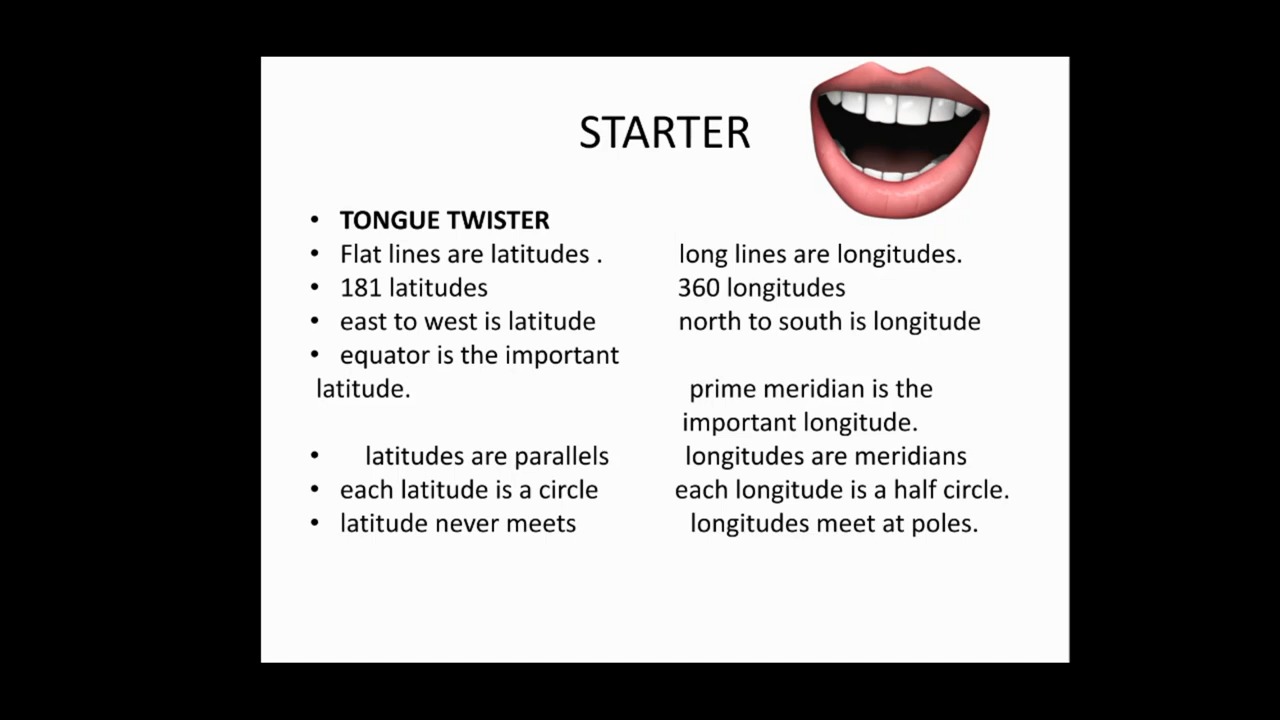 STARTER
• TONGUE TWISTER
• Flat lines are latitudes . long lines are longitudes.
• 181 latitudes 360 longitudes
• east to west is latitude north to south is longitude
• equator is the important
latitude. prime meridian is the
important longitude.
• latitudes are parallels longitudes are meridians
• each latitude is a circle each longitude is a half circle.
• latitude never meets longitudes meet at poles.